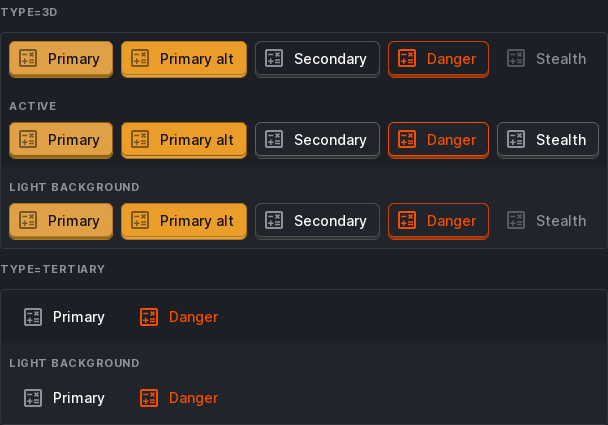 TYPE=3D
Primary Primary alt Secondary Danger Stealth
ACTIVE
Primary Primary alt Secondary Danger Stealth
LIGHT BACKGROUND
Primary Primary alt Secondary Danger Stealth
TYPE=TERTIARY
Primary Danger
LIGHT BACKGROUND
Primary Danger